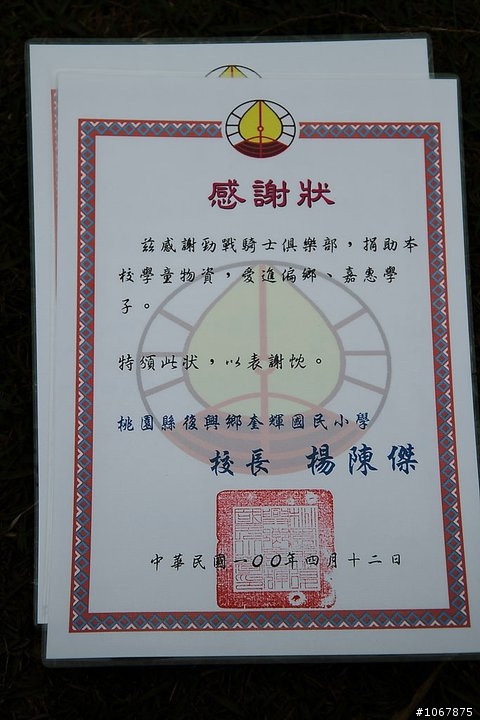 感謝狀
茲感謝勁戰騎士俱樂部，捐助本
校學童物資，愛進偏鄉、嘉惠學
子。
特頒此狀，以表謝忱。
桃園縣復興鄉奎輝國民小學
校長 楊陳傑
中華民國一00年四月十二日
#1067875